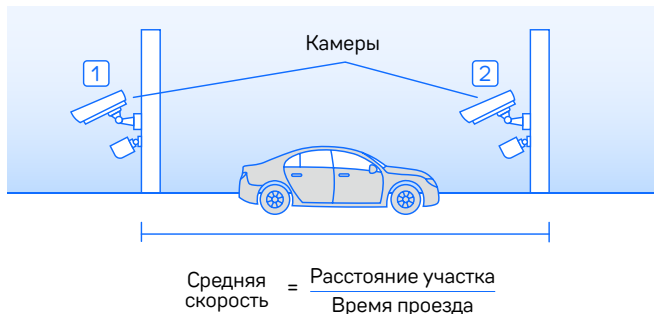 Камеры
1
2
Средняя
скорость
=
Расстояние участка
Время проезда